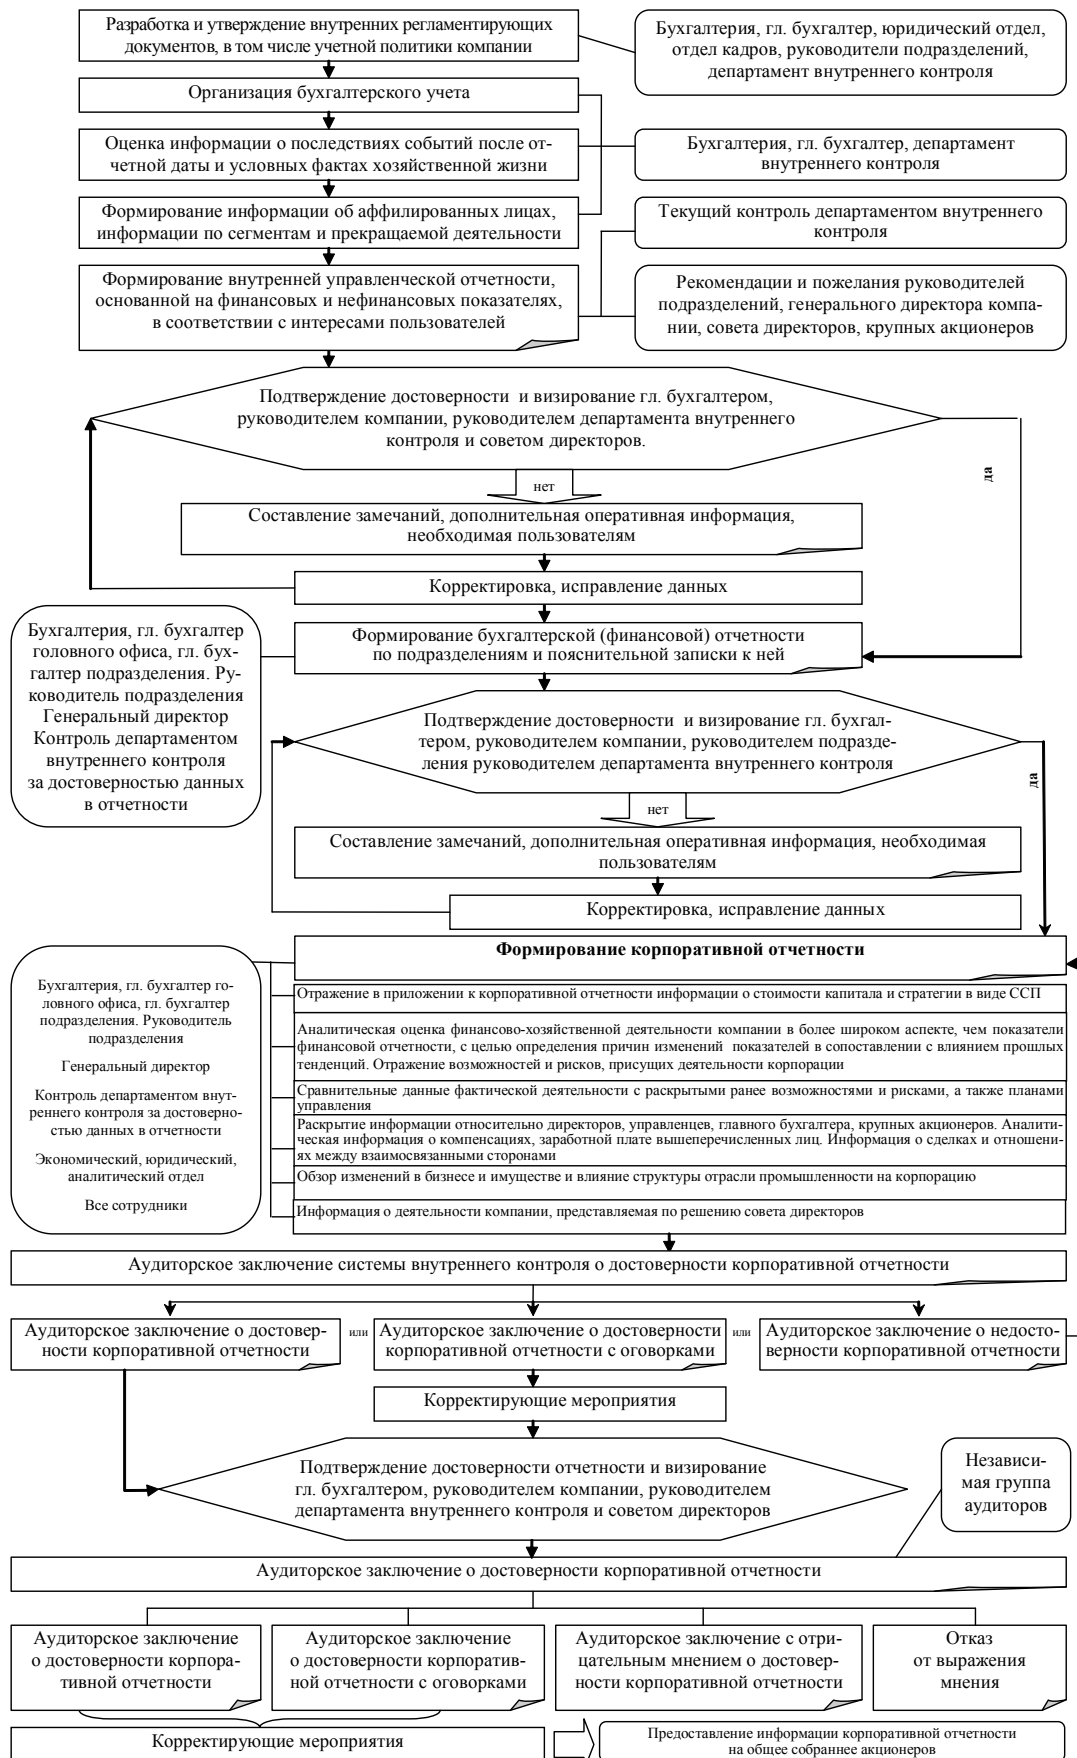 Разработка и утверждение внутренних регламентирующих
документов, в том числе учетной политики компании
Бухгалтерия, гл. бухгалтер, юридический отдел,
отдел кадров, руководители подразделений,
департамент внутреннего контроля
Организация бухгалтерского учета
Оценка информации о последствиях событий после от-
четной даты и условных фактах хозяйственной жизни
Бухгалтерия, гл. бухгалтер, департамент
внутреннего контроля
Формирование информации об аффилированных лицах,
информации по сегментам и прекращаемой деятельности
Текущий контроль департаментом внутреннего
контроля
Формирование внутренней управленческой отчетности,
основанной на финансовых и нефинансовых показателях,
в соответствии с интересами пользователей
Рекомендации и пожелания руководителей
подразделений, генерального директора компа-
нии, совета директоров, крупных акционеров
Подтверждение достоверности и визирование гл. бухгалтером,
руководителем компании, руководителем департамента внутреннего
контроля и советом директоров.
да
нет
Составление замечаний, дополнительная оперативная информация,
необходимая пользователям
Корректировка, исправление данных
Формирование бухгалтерской (финансовой) отчетности
по подразделениям и пояснительной записки к ней
Бухгалтерия, гл. бухгалтер
головного офиса, гл. бух-
галтер подразделения. Ру-
ководитель подразделения
Генеральный директор
Контроль департаментом
внутреннего контроля
за достоверностью данных
в отчетности
Подтверждение достоверности и визирование гл. бухгал-
тером, руководителем компании, руководителем подразде-
ления руководителем департамента внутреннего контроля
да
нет
Составление замечаний, дополнительная оперативная информация, необходимая
пользователям
Корректировка, исправление данных
Формирование корпоративной отчетности
Бухгалтерия, гл. бухгалтер го-
ловного офиса, гл. бухгалтер
подразделения. Руководитель
подразделения
Генеральный директор
Контроль департаментом внут-
реннего контроля за достоверно-
стью данных в отчетности
Экономический, юридический,
аналитический отдел
Все сотрудники
Отражение в приложении к корпоративной отчетности информации о стоимости капитала и стратегии в виде ССП
Аналитическая оценка финансово-хозяйственной деятельности компании в более широком аспекте, чем показатели
финансовой отчетности, с целью определения причин изменений показателей в сопоставлении с влиянием прошлых
тенденций. Отражение возможностей и рисков, присущих деятельности корпорации
Сравнительные данные фактической деятельности с раскрытыми ранее возможностями и рисками, а также планами
управления
Раскрытие информации относительно директоров, управленцев, главного бухгалтера, крупных акционеров. Аналити-
ческая информация о компенсациях, заработной плате вышеперечисленных лиц. Информация о сделках и отношени-
ях между взаимосвязанными сторонами
Обзор изменений в бизнесе и имуществе и влияние структуры отрасли промышленности на корпорацию
Информация о деятельности компании, представляемая по решению совета директоров
Аудиторское заключение системы внутреннего контроля о достоверности корпоративной отчетности
Аудиторское заключение о достовер-
ности корпоративной отчетности
или
Аудиторское заключение о достоверности
корпоративной отчетности с оговорками
или
Аудиторское заключение о недосто-
верности корпоративной отчетности
Корректирующие мероприятия
Подтверждение достоверности отчетности и визирование
гл. бухгалтером, руководителем компании, руководителем
департамента внутреннего контроля и советом директоров
Независи-
мая группа
аудиторов
Аудиторское заключение о достоверности корпоративной отчетности
Аудиторское заключение
о достоверности корпора-
тивной отчетности
Аудиторское заключение
о достоверности корпоратив-
ной отчетности с оговорками
Аудиторское заключение с отри-
цательным мнением о достовер-
ности корпоративной отчетности
Отказ
от выражения
мнения
Корректирующие мероприятия
Предоставление информации корпоративной отчетности
на общее собраннее акционеров